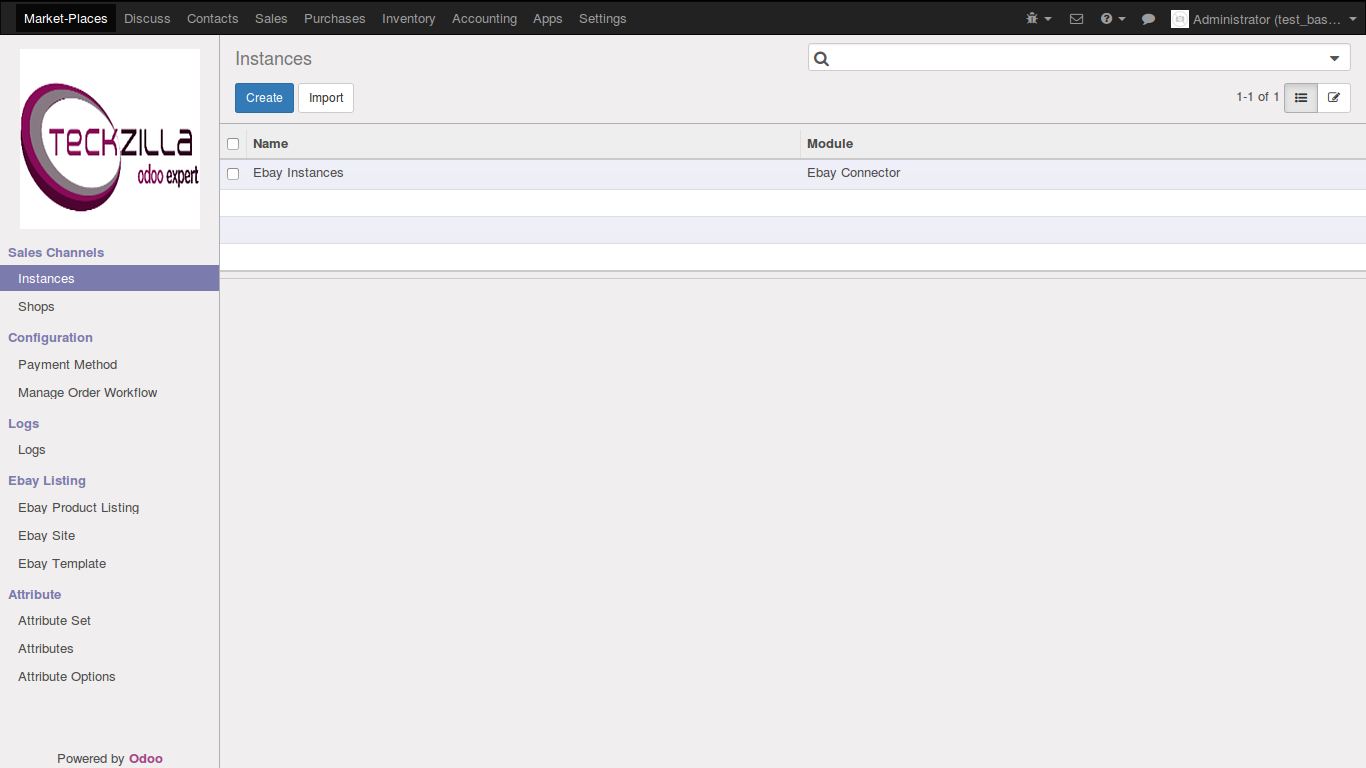 Market-Places Discuss Contacts Sales Purchases Inventory Accounting Apps Settings Administrator (test_bas...
TECKZILLA
odoo expert
Instances
Create Import
1-1 of 1
Name Module
Ebay Instances Ebay Connector
Sales Channels
Instances
Shops
Configuration
Payment Method
Manage Order Workflow
Logs
Logs
Ebay Listing
Ebay Product Listing
Ebay Site
Ebay Template
Attribute
Attribute Set
Attributes
Attribute Options
Powered by Odoo